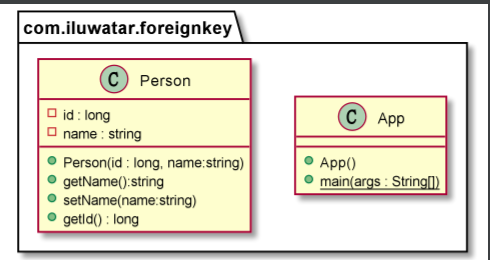 com.iluwatar.foreignkey
C Person
id : long
name : string
Person(id : long, name:string)
getName():string
setName(name:string)
getId() : long
C App
App()
main(args : String[])